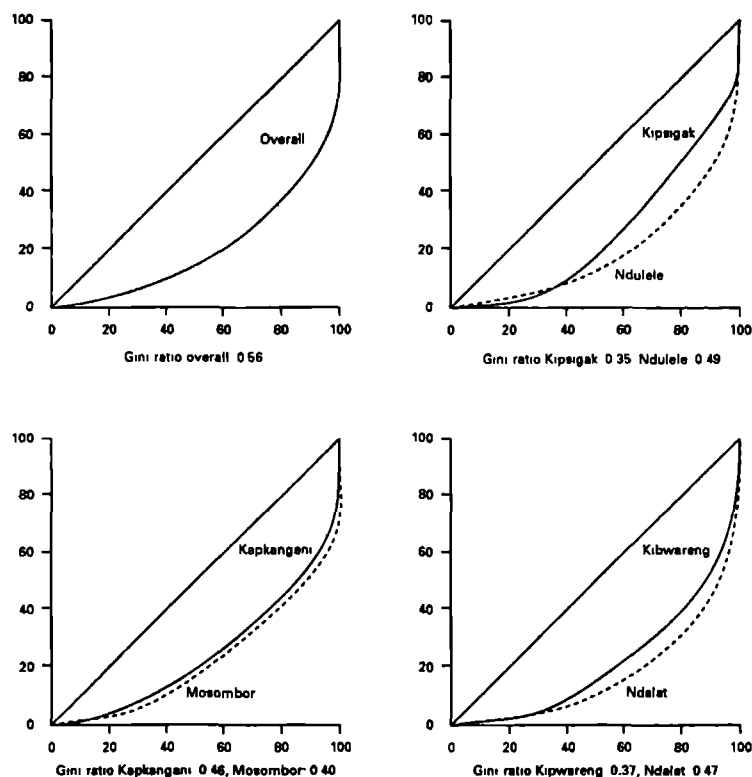 100
80
60
40
20
0
Overall
0 20 40 60 80 100
Gini ratio overall 0 56
100
80
60
40
20
0
Kipsigak
Ndulele
0 20 40 60 80 100
Gini ratio Kipsigak 0 35 Ndulele 0 49
100
80
60
40
20
0
Kapkangani
Mosombor
0 20 40 60 80 100
Gini ratio Kapkangani 0 46, Mosombor 0 40
100
80
60
40
20
0
Kibwareng
Ndalat
0 20 40 60 80 100
Gini ratio Kipwareng 0.37, Ndalat 0 47